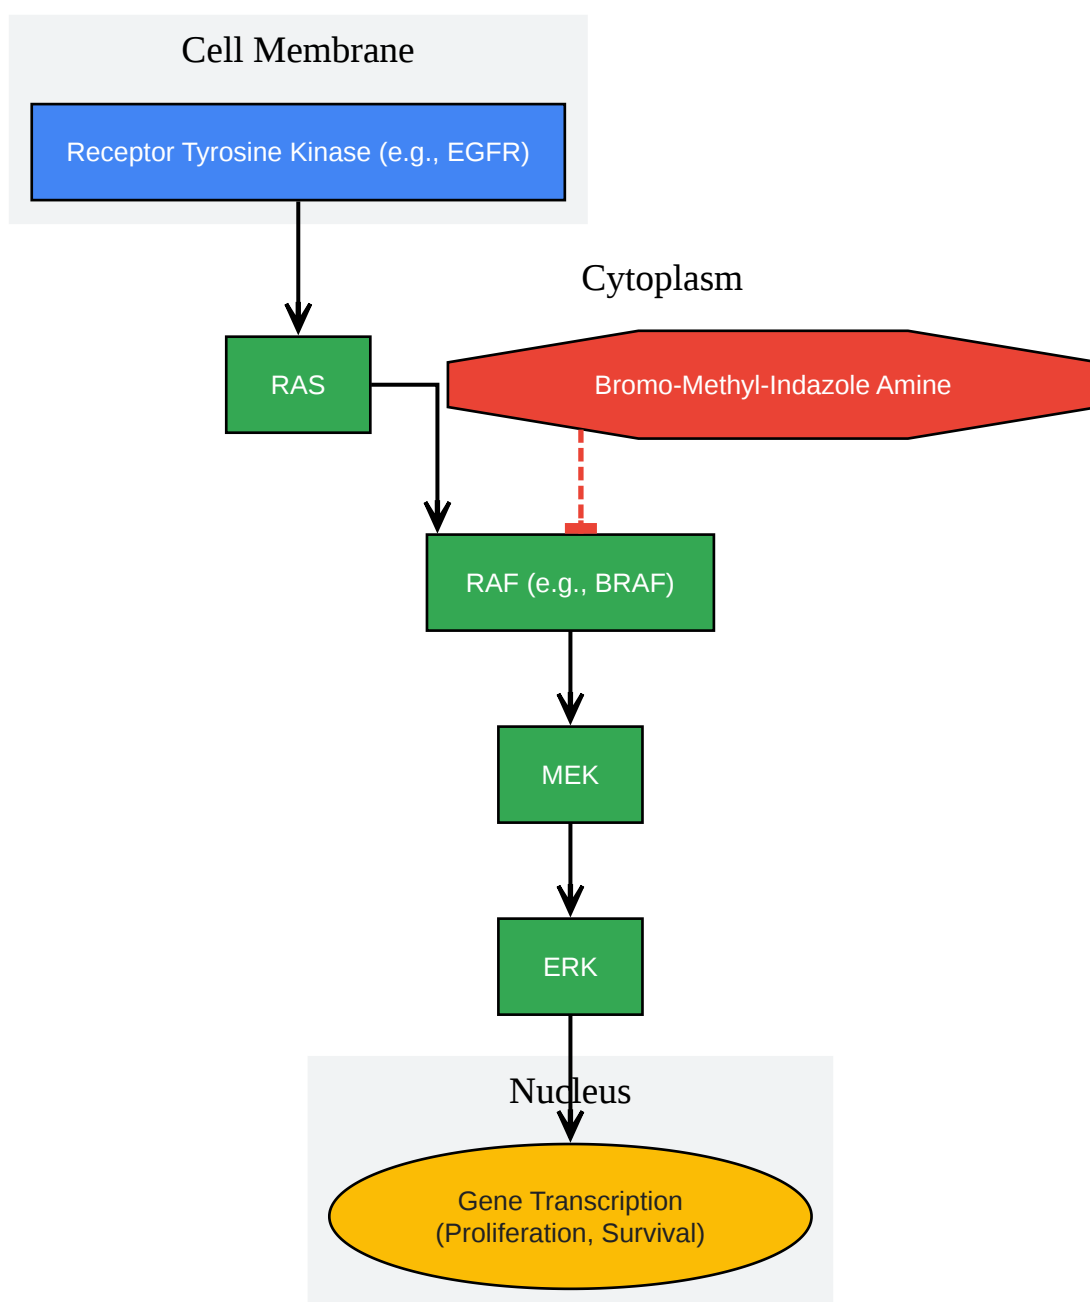 Cell Membrane
Receptor Tyrosine Kinase (e.g., EGFR)
Cytoplasm
RAS
Bromo-Methyl-Indazole Amine
RAF (e.g., BRAF)
MEK
ERK
Nucleus
Gene Transcription
(Proliferation, Survival)